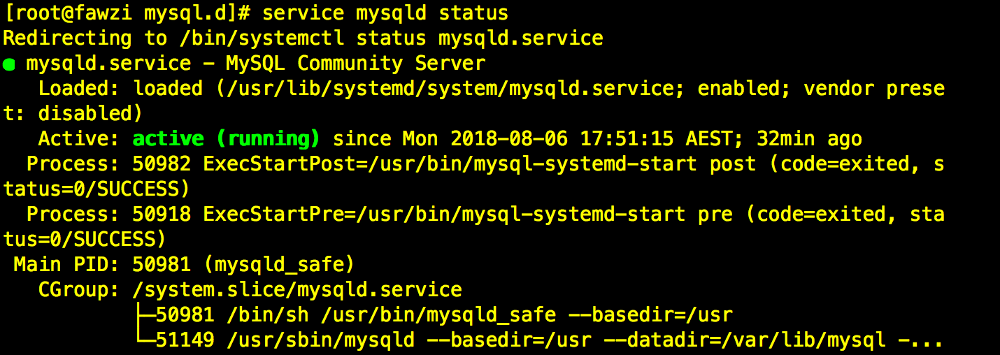 [root@fawzi mysql.d]# service mysqld status
Redirecting to /bin/systemctl status mysqld.service
● mysqld.service - MySQL Community Server
   Loaded: loaded (/usr/lib/systemd/system/mysqld.service; enabled; vendor prese
t: disabled)
   Active: active (running) since Mon 2018-08-06 17:51:15 AEST; 32min ago
  Process: 50982 ExecStartPost=/usr/bin/mysql-systemd-start post (code=exited, s
tatus=0/SUCCESS)
  Process: 50918 ExecStartPre=/usr/bin/mysql-systemd-start pre (code=exited, sta
tus=0/SUCCESS)
 Main PID: 50981 (mysqld_safe)
   CGroup: /system.slice/mysqld.service
           ├─50981 /bin/sh /usr/bin/mysqld_safe --basedir=/usr
           └─51149 /usr/sbin/mysqld --basedir=/usr --datadir=/var/lib/mysql -...